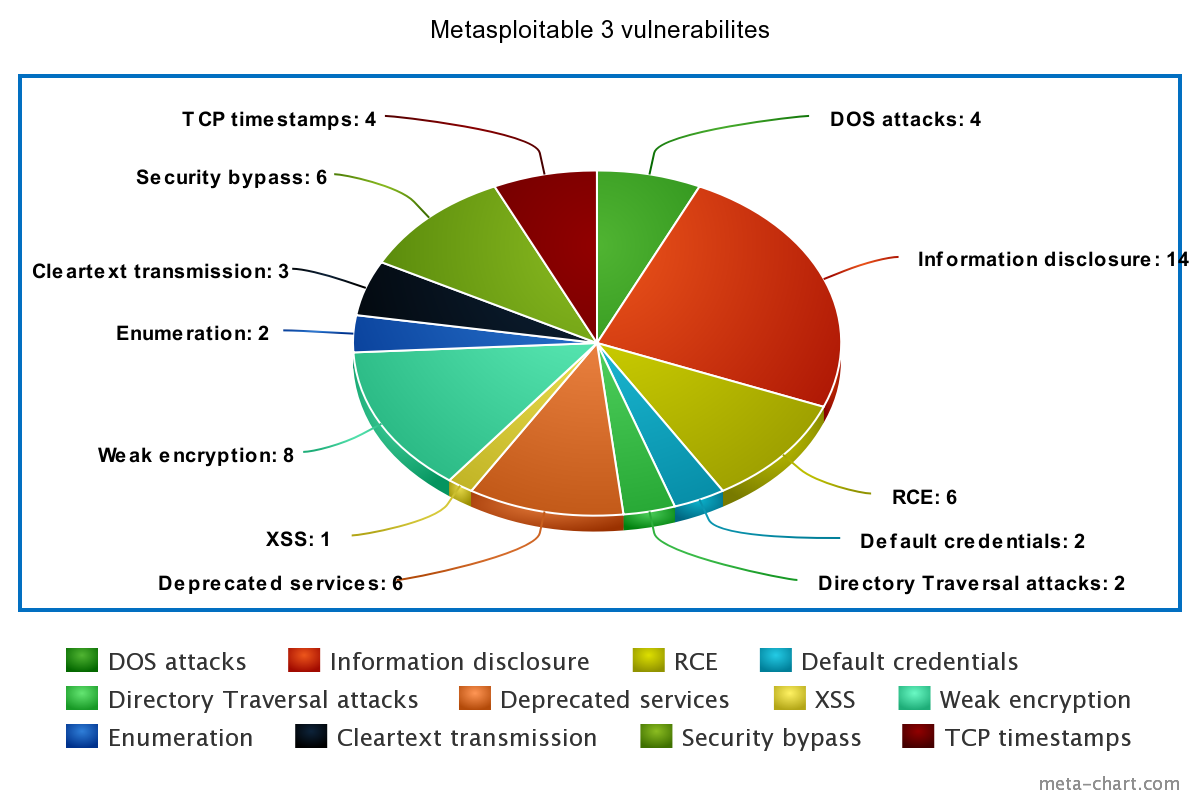 Metasploitable 3 vulnerabilites
TCP timestamps: 4
DOS attacks: 4
Security bypass: 6
Information disclosure: 14
Cleartext transmission: 3
Enumeration: 2
Weak encryption: 8
RCE: 6
XSS: 1
Default credentials: 2
Deprecated services: 6
Directory Traversal attacks: 2
DOS attacks
Information disclosure
RCE
Default credentials
Directory Traversal attacks
Deprecated services
XSS
Weak encryption
Enumeration
Cleartext transmission
Security bypass
TCP timestamps
meta-chart.com